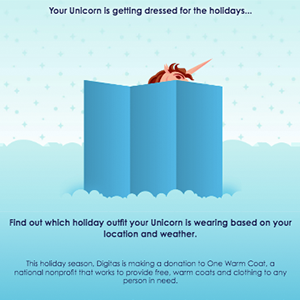 Your Unicorn is getting dressed for the holidays...
Find out which holiday outfit your Unicorn is wearing based on your
location and weather.
This holiday season, Digitas is making a donation to One Warm Coat, a
national nonprofit that works to provide free, warm coats and clothing to any
person in need.